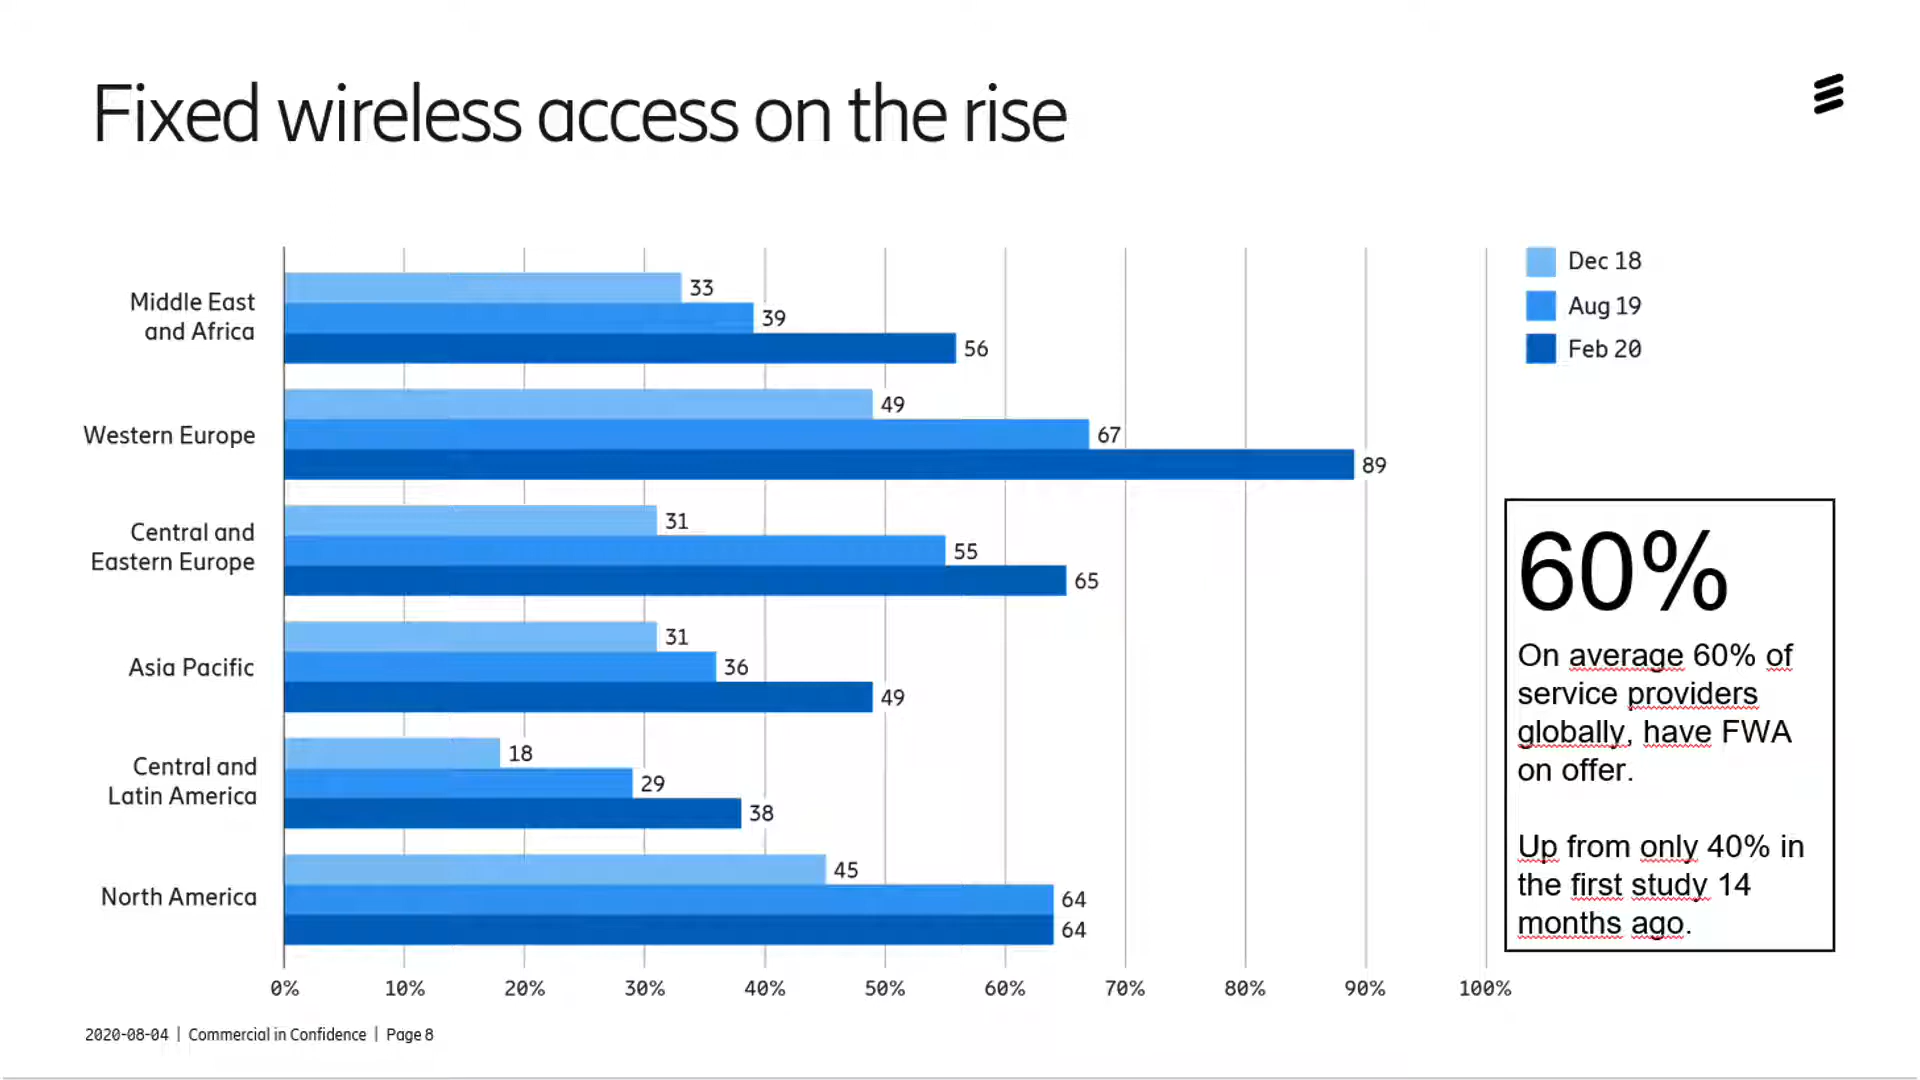 Fixed wireless access on the rise
Dec 18
Aug 19
Feb 20
Middle East
and Africa
33
39
56
Western Europe
49
67
89
Central and
Eastern Europe
31
55
65
Asia Pacific
31
36
49
Central and
Latin America
18
29
38
North America
45
64
64
0% 10% 20% 30% 40% 50% 60% 70% 80% 90% 100%
60%
On average 60% of
service providers
globally, have FWA
on offer.
Up from only 40% in
the first study 14
months ago.
2020-08-04 | Commercial in Confidence | Page 8